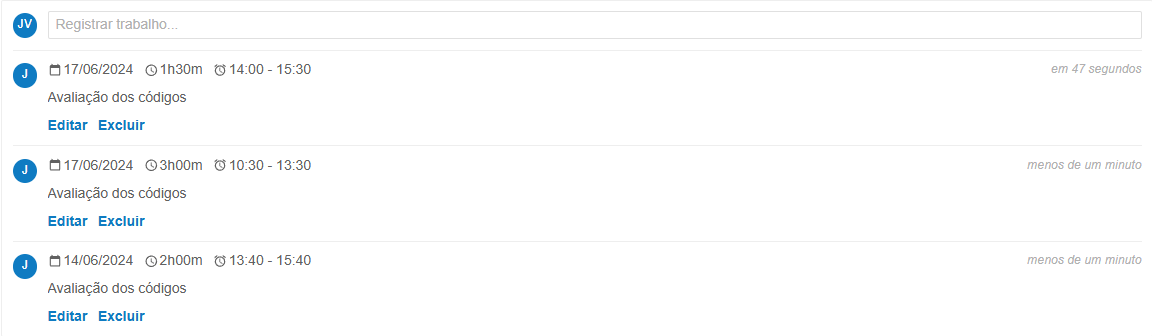 JV Registrar trabalho...
J 17/06/2024 1h30m 14:00 - 15:30 em 47 segundos
Avaliação dos códigos
Editar Excluir
J 17/06/2024 3h00m 10:30 - 13:30 menos de um minuto
Avaliação dos códigos
Editar Excluir
J 14/06/2024 2h00m 13:40 - 15:40 menos de um minuto
Avaliação dos códigos
Editar Excluir